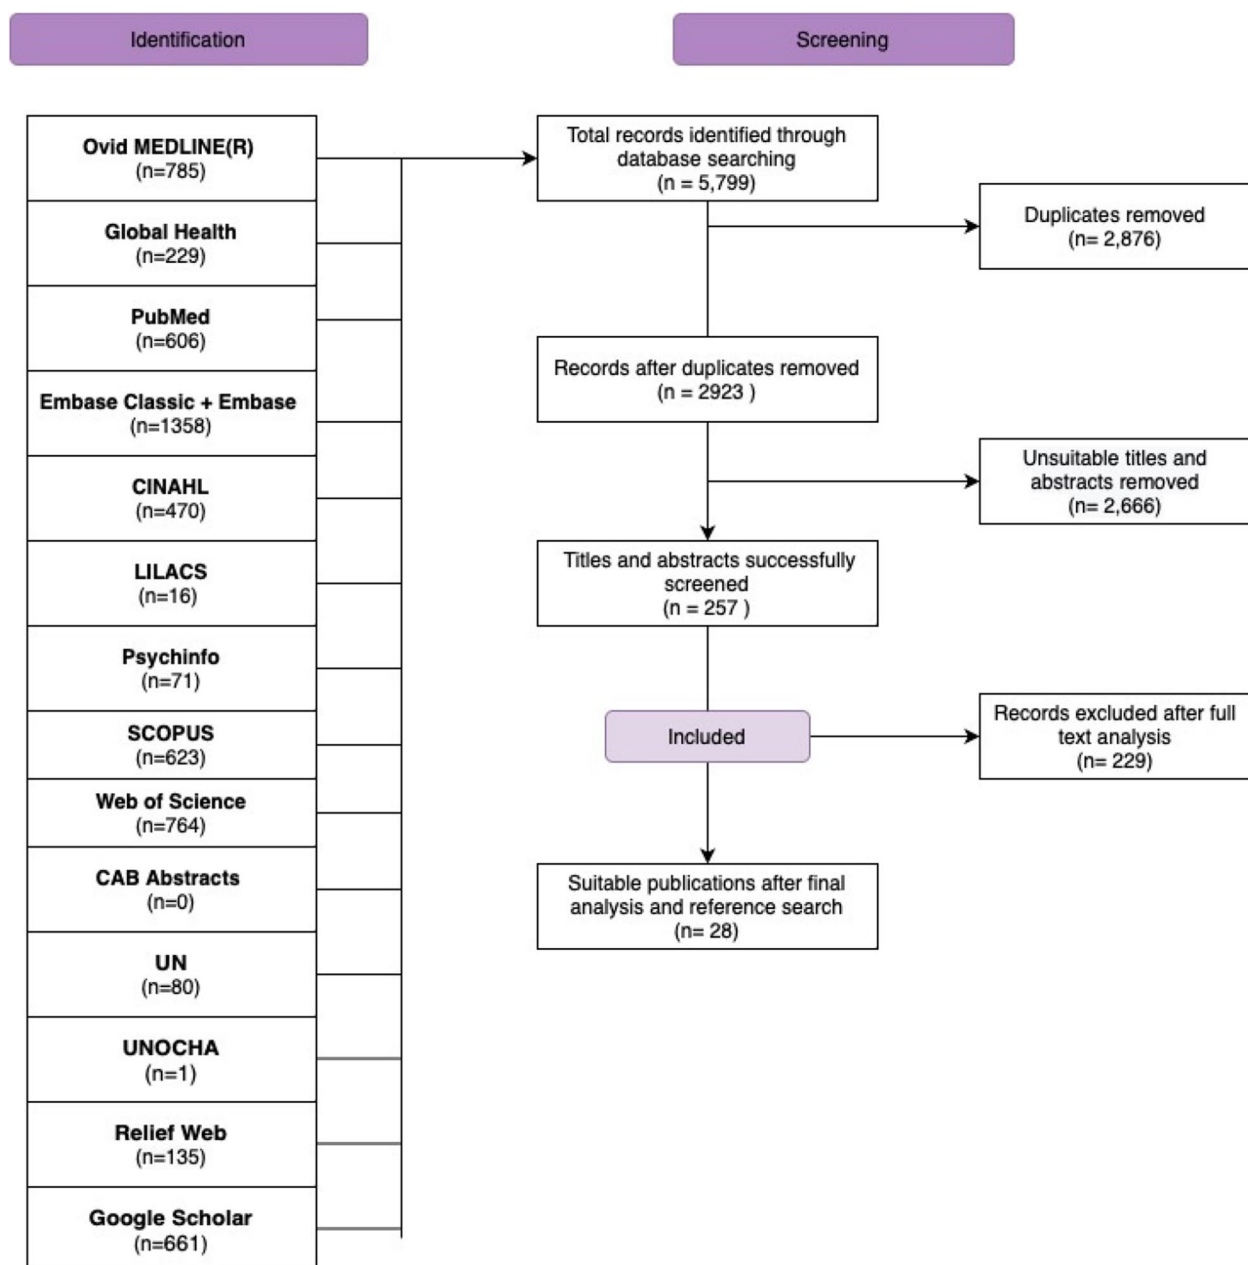 Identification
Screening
Ovid MEDLINE(R)
(n=785)
Global Health
(n=229)
PubMed
(n=606)
Embase Classic + Embase
(n=1358)
CINAHL
(n=470)
LILACS
(n=16)
Psychinfo
(n=71)
SCOPUS
(n=623)
Web of Science
(n=764)
CAB Abstracts
(n=0)
UN
(n=80)
UNOCHA
(n=1)
Relief Web
(n=135)
Google Scholar
(n=661)
Total records identified through
database searching
(n = 5,799)
Duplicates removed
(n= 2,876)
Records after duplicates removed
(n = 2923 )
Unsuitable titles and
abstracts removed
(n= 2,666)
Titles and abstracts successfully
screened
(n = 257 )
Included
Records excluded after full
text analysis
(n= 229)
Suitable publications after final
analysis and reference search
(n= 28)